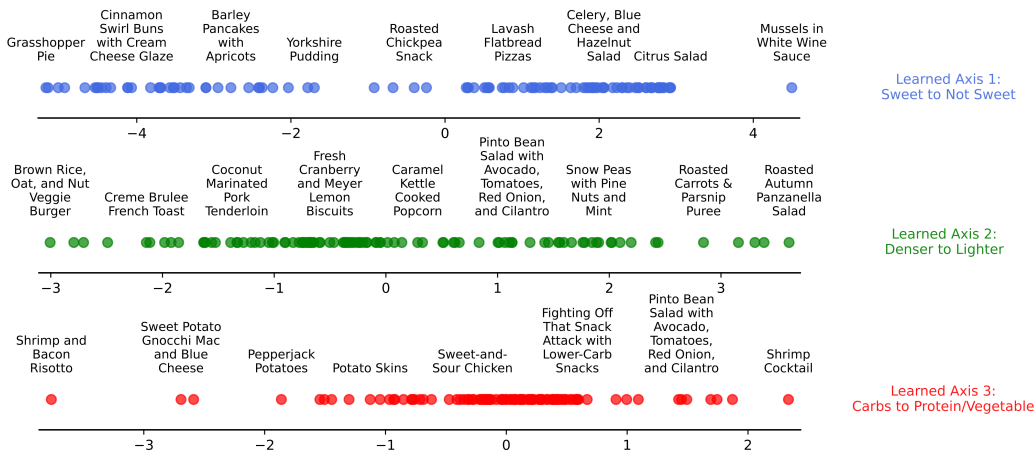 Grasshopper
Pie
Cinnamon
Swirl Buns
with Cream
Cheese Glaze
Barley
Pancakes
with
Apricots
Yorkshire
Pudding
Roasted
Chickpea
Snack
Lavash
Flatbread
Pizzas
Celery, Blue
Cheese and
Hazelnut
Salad
Citrus Salad
Mussels in
White Wine
Sauce
Learned Axis 1:
Sweet to Not Sweet
−4 −2 0 2 4
Brown Rice,
Oat, and Nut
Veggie
Burger
Creme Brulee
French Toast
Coconut
Marinated
Pork
Tenderloin
Fresh
Cranberry
and Meyer
Lemon
Biscuits
Caramel
Kettle
Cooked
Popcorn
Pinto Bean
Salad with
Avocado,
Tomatoes,
Red Onion,
and Cilantro
Snow Peas
with Pine
Nuts and
Mint
Roasted
Carrots &
Parsnip
Puree
Roasted
Autumn
Panzanella
Salad
Learned Axis 2:
Denser to Lighter
−3 −2 −1 0 1 2 3
Shrimp and
Bacon
Risotto
Sweet Potato
Gnocchi Mac
and Blue
Cheese
Pepperjack
Potatoes
Potato Skins
Sweet-and-
Sour Chicken
Fighting Off
That Snack
Attack with
Lower-Carb
Snacks
Pinto Bean
Salad with
Avocado,
Tomatoes,
Red Onion,
and Cilantro
Shrimp
Cocktail
Learned Axis 3:
Carbs to Protein/Vegetable
−3 −2 −1 0 1 2